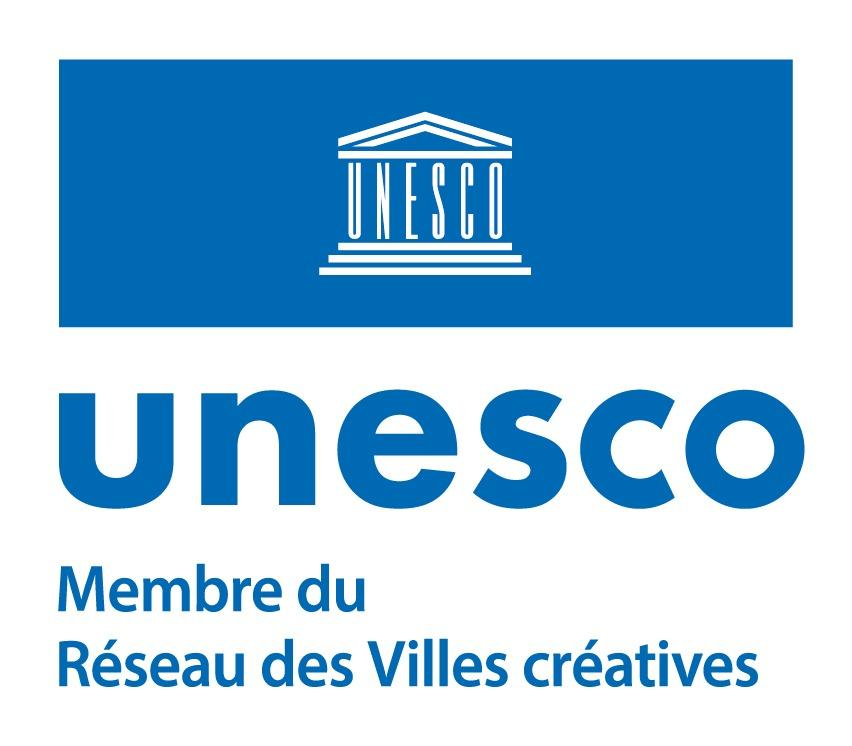 UNESCO
unesco
Membre du
Réseau des Villes créatives